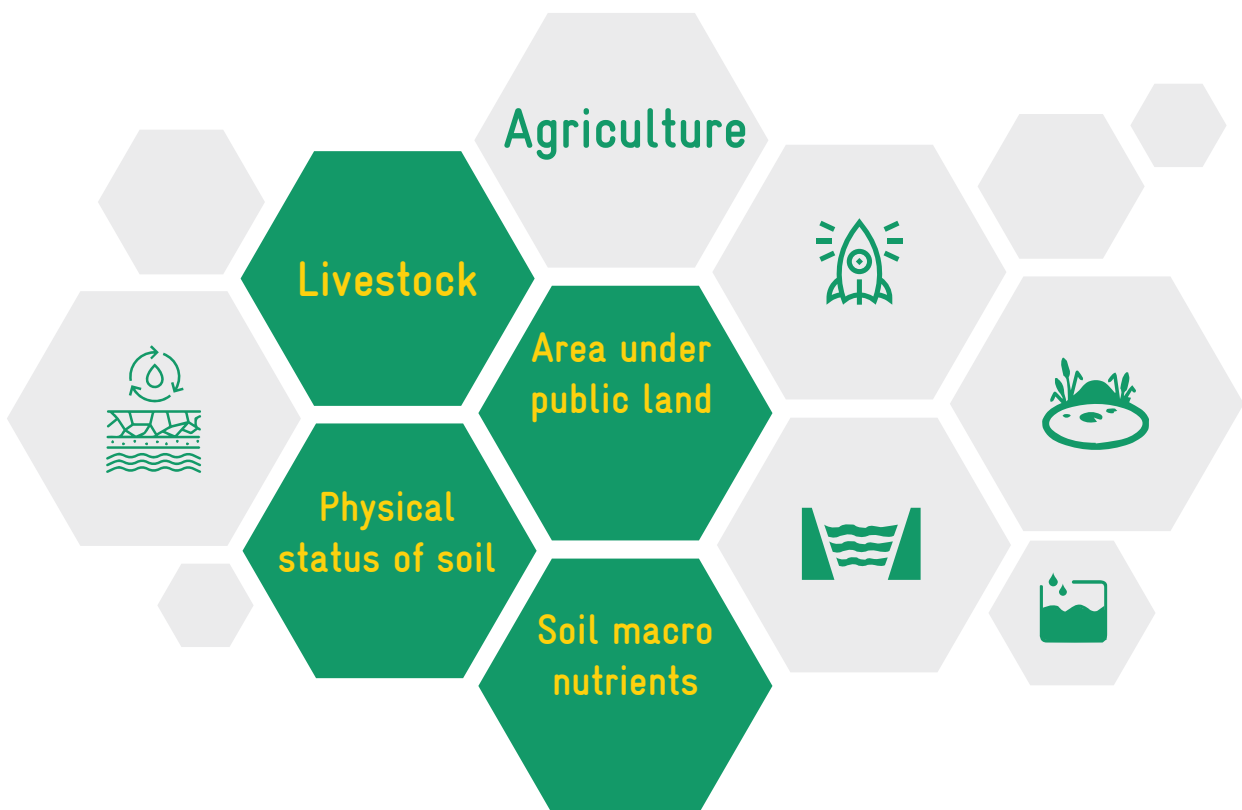 Agriculture
Livestock
Area under
public land
Physical
status of soil
Soil macro
nutrients